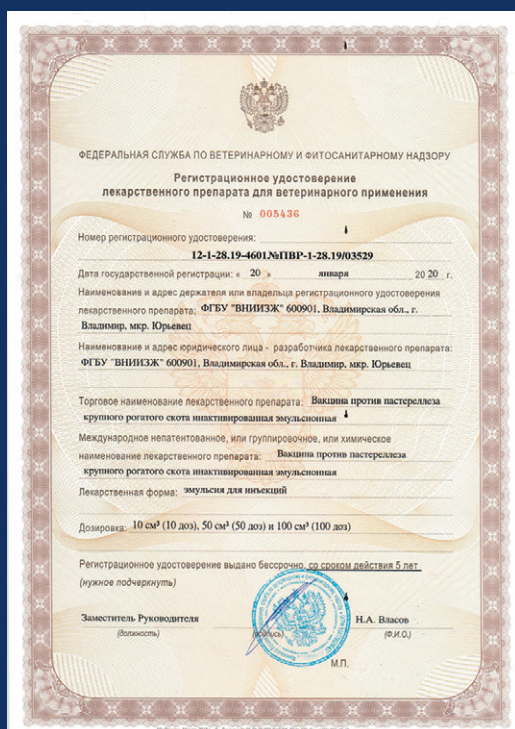 ФЕДЕРАЛЬНАЯ СЛУЖБА ПО ВЕТЕРИНАРНОМУ И ФИТОСАНИТАРНОМУ НАДЗОРУ
Регистрационное удостоверение
лекарственного препарата для ветеринарного применения
№ 005436
Номер регистрационного удостоверения:
12-1-28.19-4601№ПВР-1-28.19/03529
Дата государственной регистрации: « 20 » января 20 20 г.
Наименование и адрес держателя или владельца регистрационного удостоверения
лекарственного препарата: ФГБУ "ВНИИЗЖ" 600901, Владимирская обл., г.
Владимир, мкр. Юрьевец
Наименование и адрес юридического лица - разработчика лекарственного препарата:
ФГБУ "ВНИИЗЖ" 600901, Владимирская обл., г. Владимир, мкр. Юрьевец
Торговое наименование лекарственного препарата: Вакцина против пастереллеза
крупного рогатого скота инактивированная эмульсионная
Международное непатентованное, или группировочное, или химическое
наименование лекарственного препарата: Вакцина против пастереллеза
крупного рогатого скота инактивированная эмульсионная
Лекарственная форма: эмульсия для инъекций
Дозировка: 10 см³ (10 доз), 50 см³ (50 доз) и 100 см³ (100 доз)
Регистрационное удостоверение выдано бессрочно, со сроком действия 5 лет
(нужное подчеркнуть)
Заместитель Руководителя Н.А. Власов
(должность) (подпись) (Ф.И.О.)
М.П.